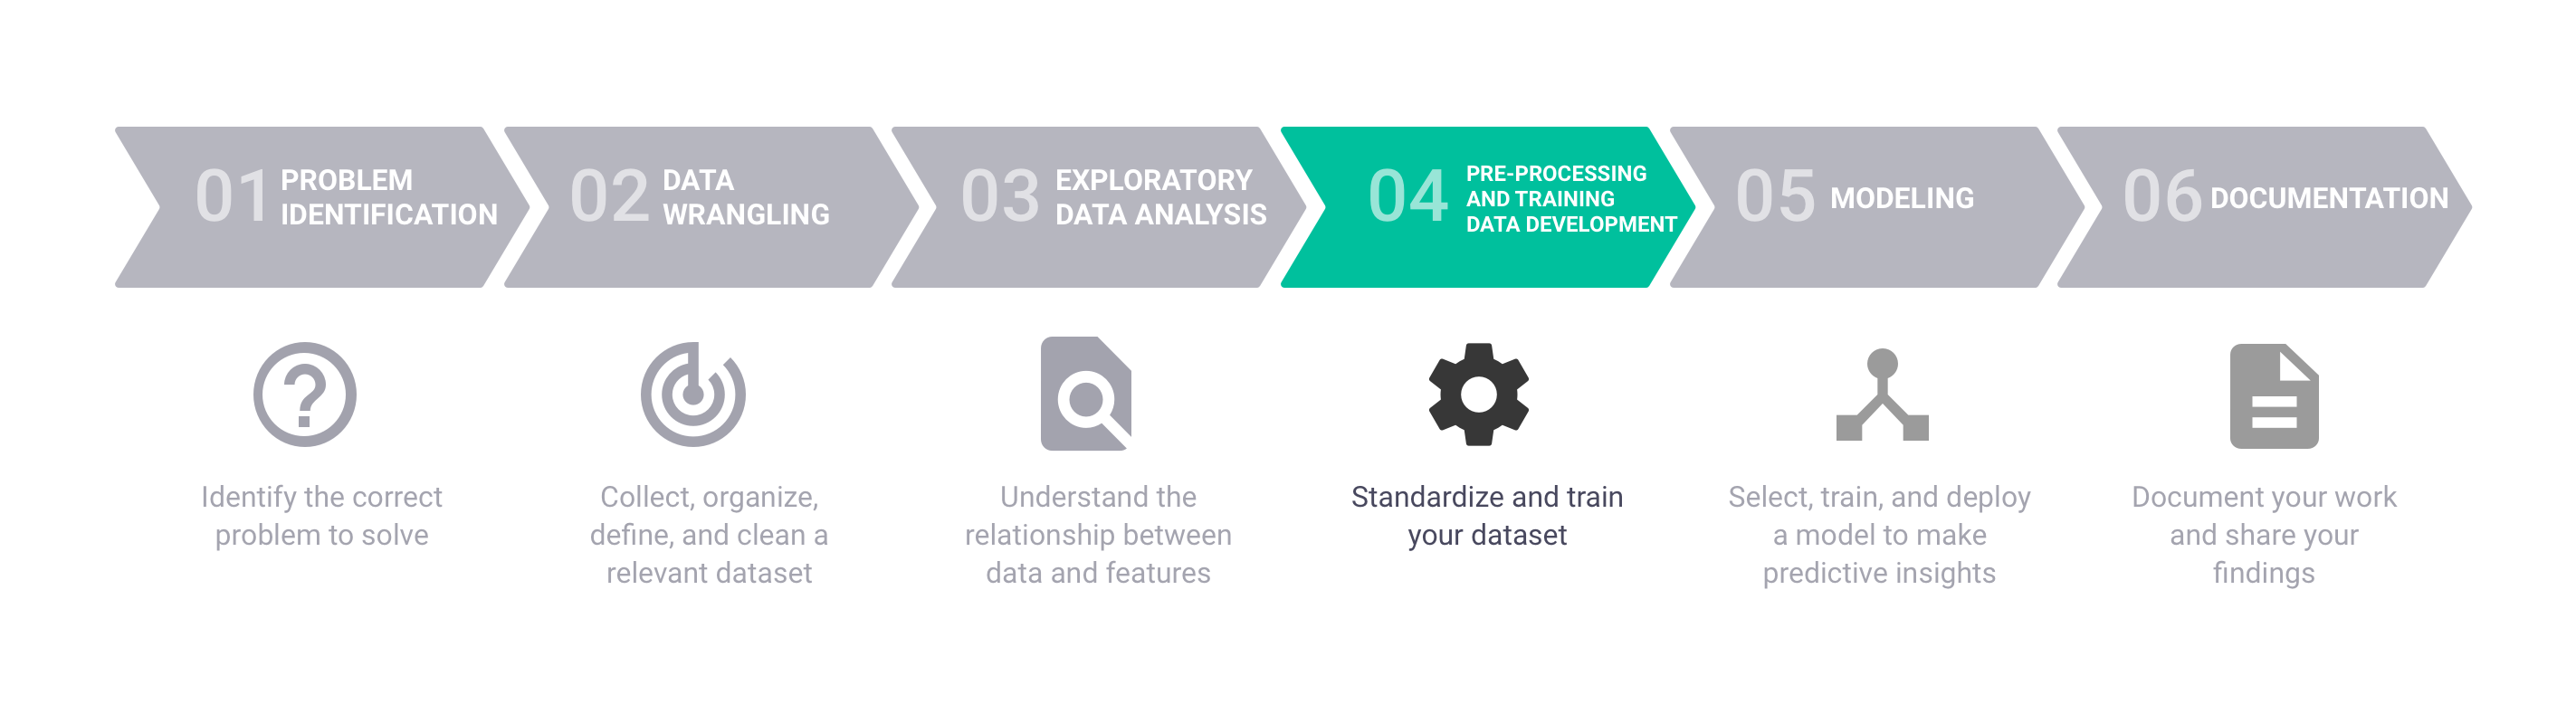 01 PROBLEM
IDENTIFICATION
02 DATA
WRANGLING
03 EXPLORATORY
DATA ANALYSIS
04 PRE-PROCESSING
AND TRAINING
DATA DEVELOPMENT
05 MODELING
06 DOCUMENTATION
Identify the correct
problem to solve
Collect, organize,
define, and clean a
relevant dataset
Understand the
relationship between
data and features
Standardize and train
your dataset
Select, train, and deploy
a model to make
predictive insights
Document your work
and share your
findings